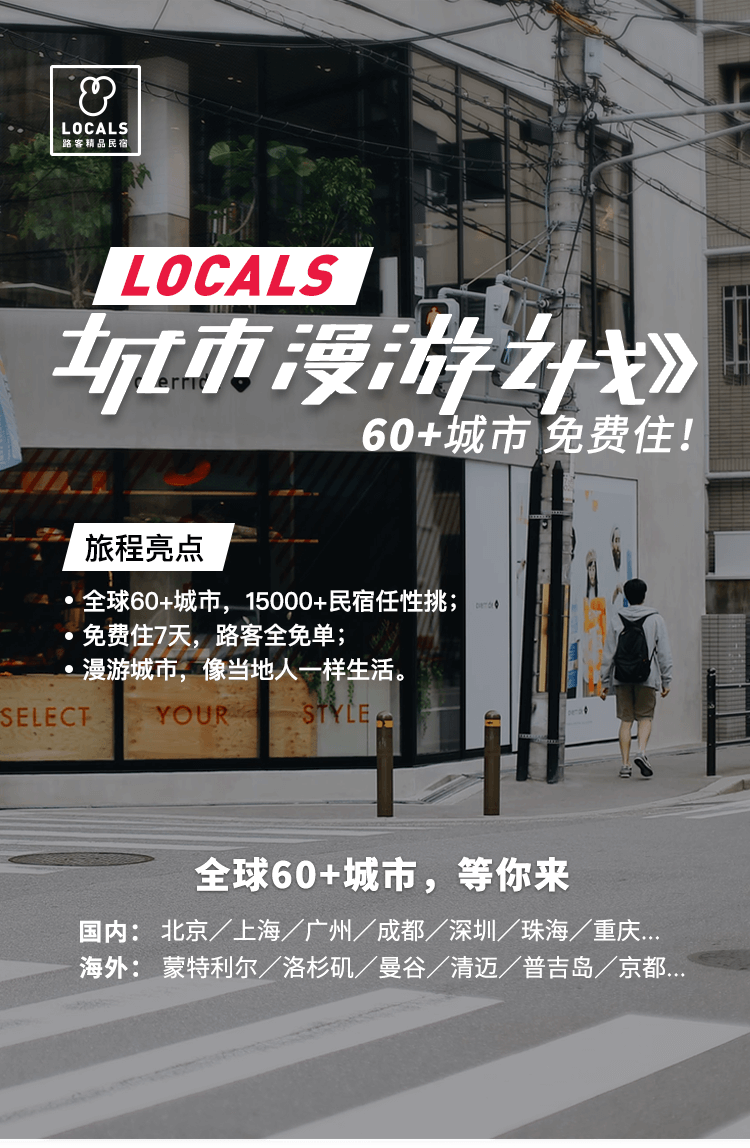 LOCALS
路客精品民宿
LOCALS
城市漫游计划》
override
60+城市 免费住！
旅程亮点
• 全球60+城市，15000+民宿任性挑；
override
• 免费住7天，路客全免单；
• 漫游城市，像当地人一样生活。
SELECT YOUR STYLE
override
全球60+城市，等你来
国内： 北京／上海／广州／成都／深圳／珠海／重庆...
海外： 蒙特利尔／洛杉矶／曼谷／清迈／普吉岛／京都...